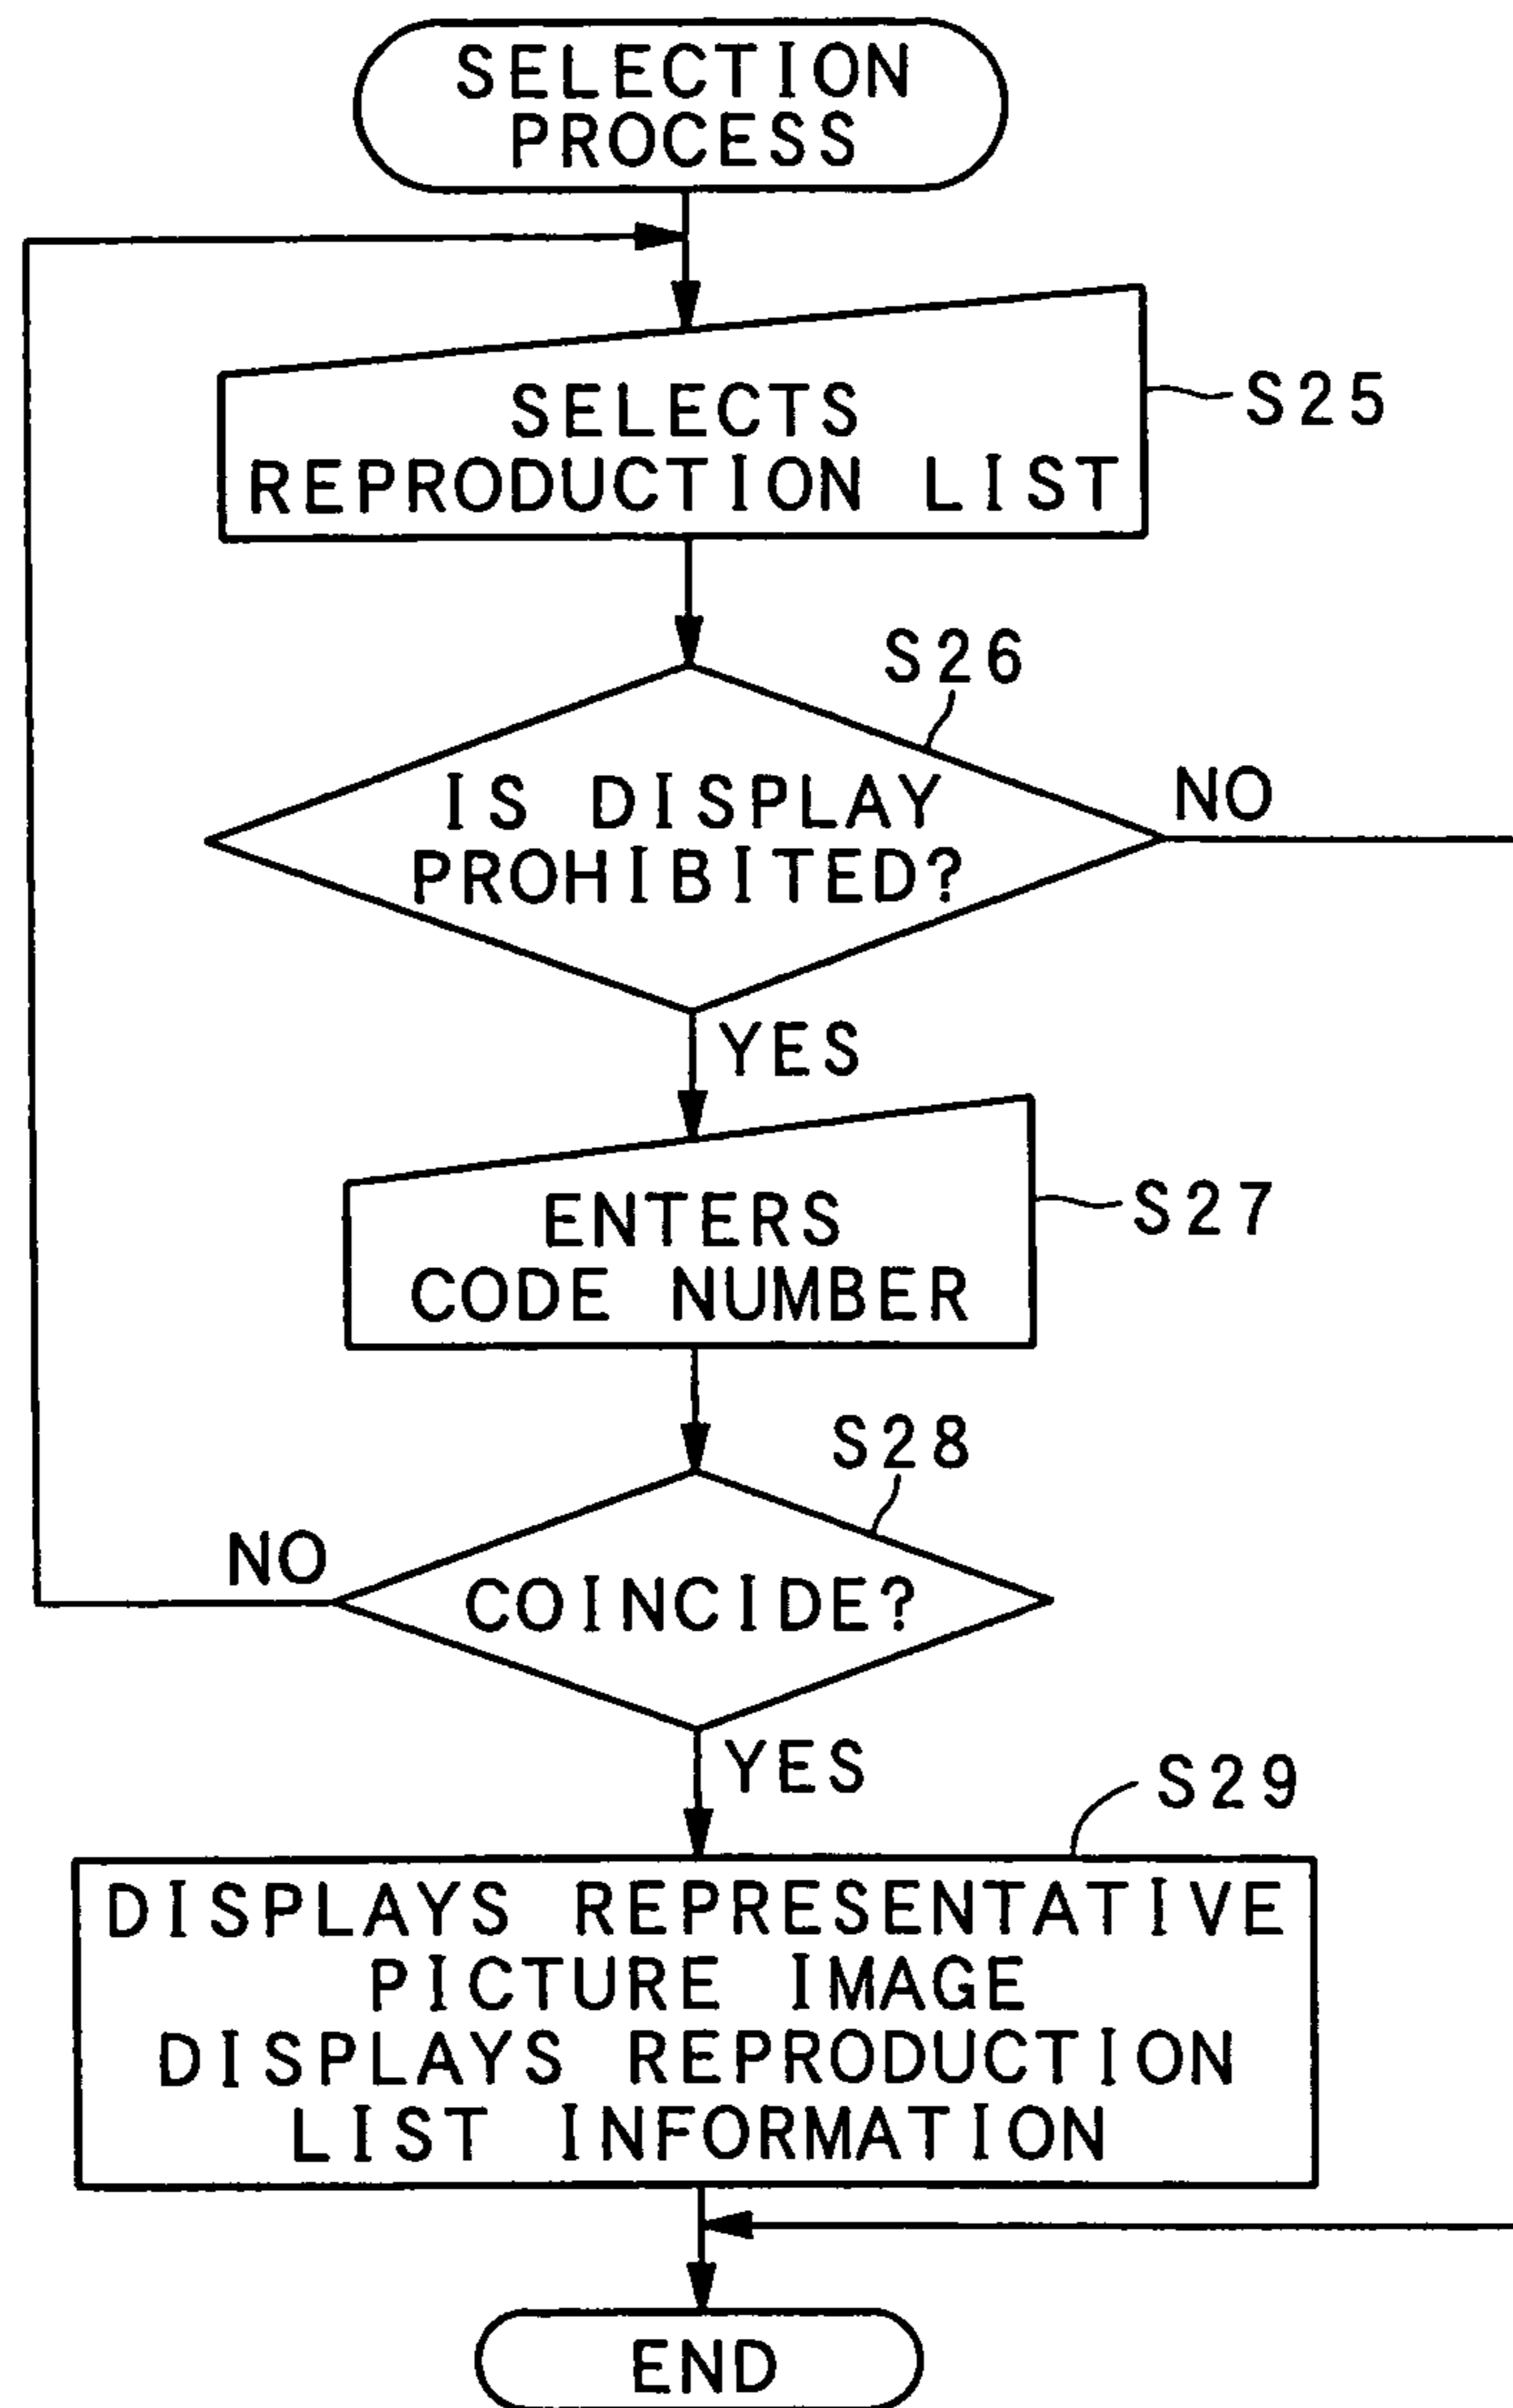 SELECTION
PROCESS
SELECTS
REPRODUCTION LIST
S25
S26
IS DISPLAY
PROHIBITED?
NO
YES
ENTERS
CODE NUMBER
S27
S28
NO
COINCIDE?
YES
S29
DISPLAYS REPRESENTATIVE
PICTURE IMAGE
DISPLAYS REPRODUCTION
LIST INFORMATION
END